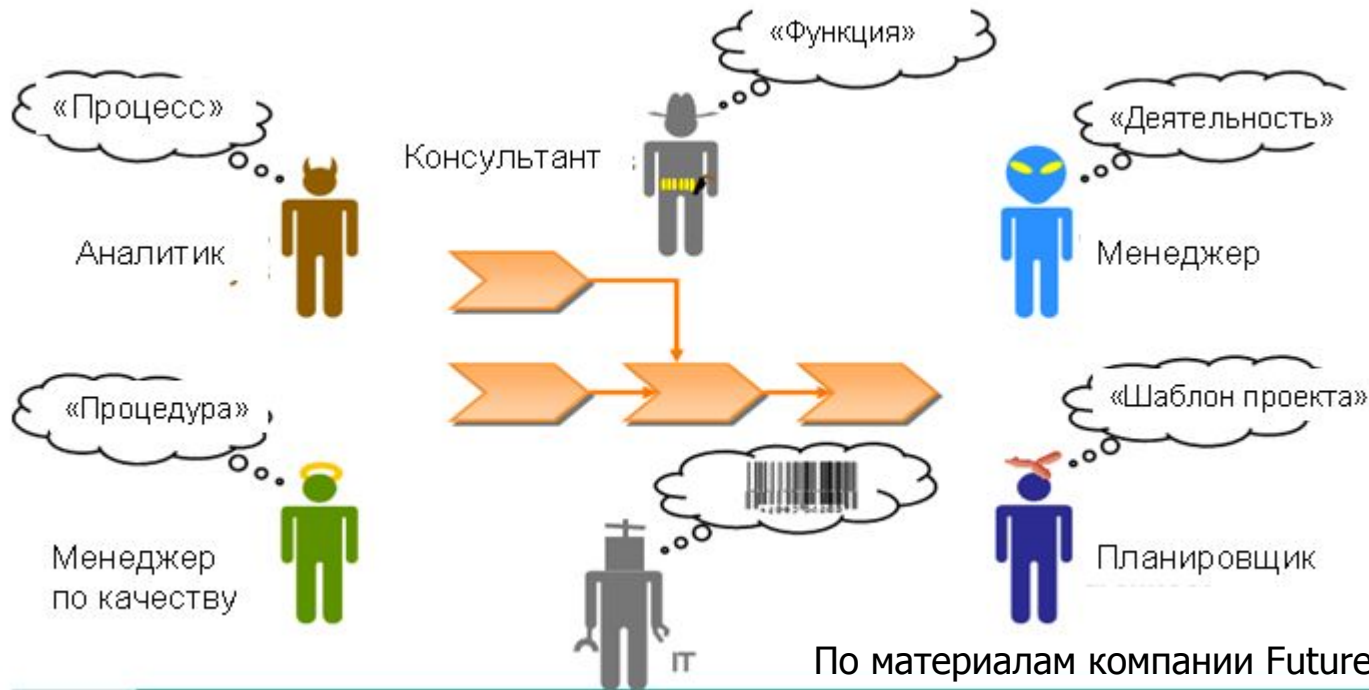 «Функция»
«Процесс»
«Деятельность»
Консультант
Аналитик
Менеджер
«Процедура»
«Шаблон проекта»
Менеджер
по качеству
Планировщик
IT
По материалам компании Future